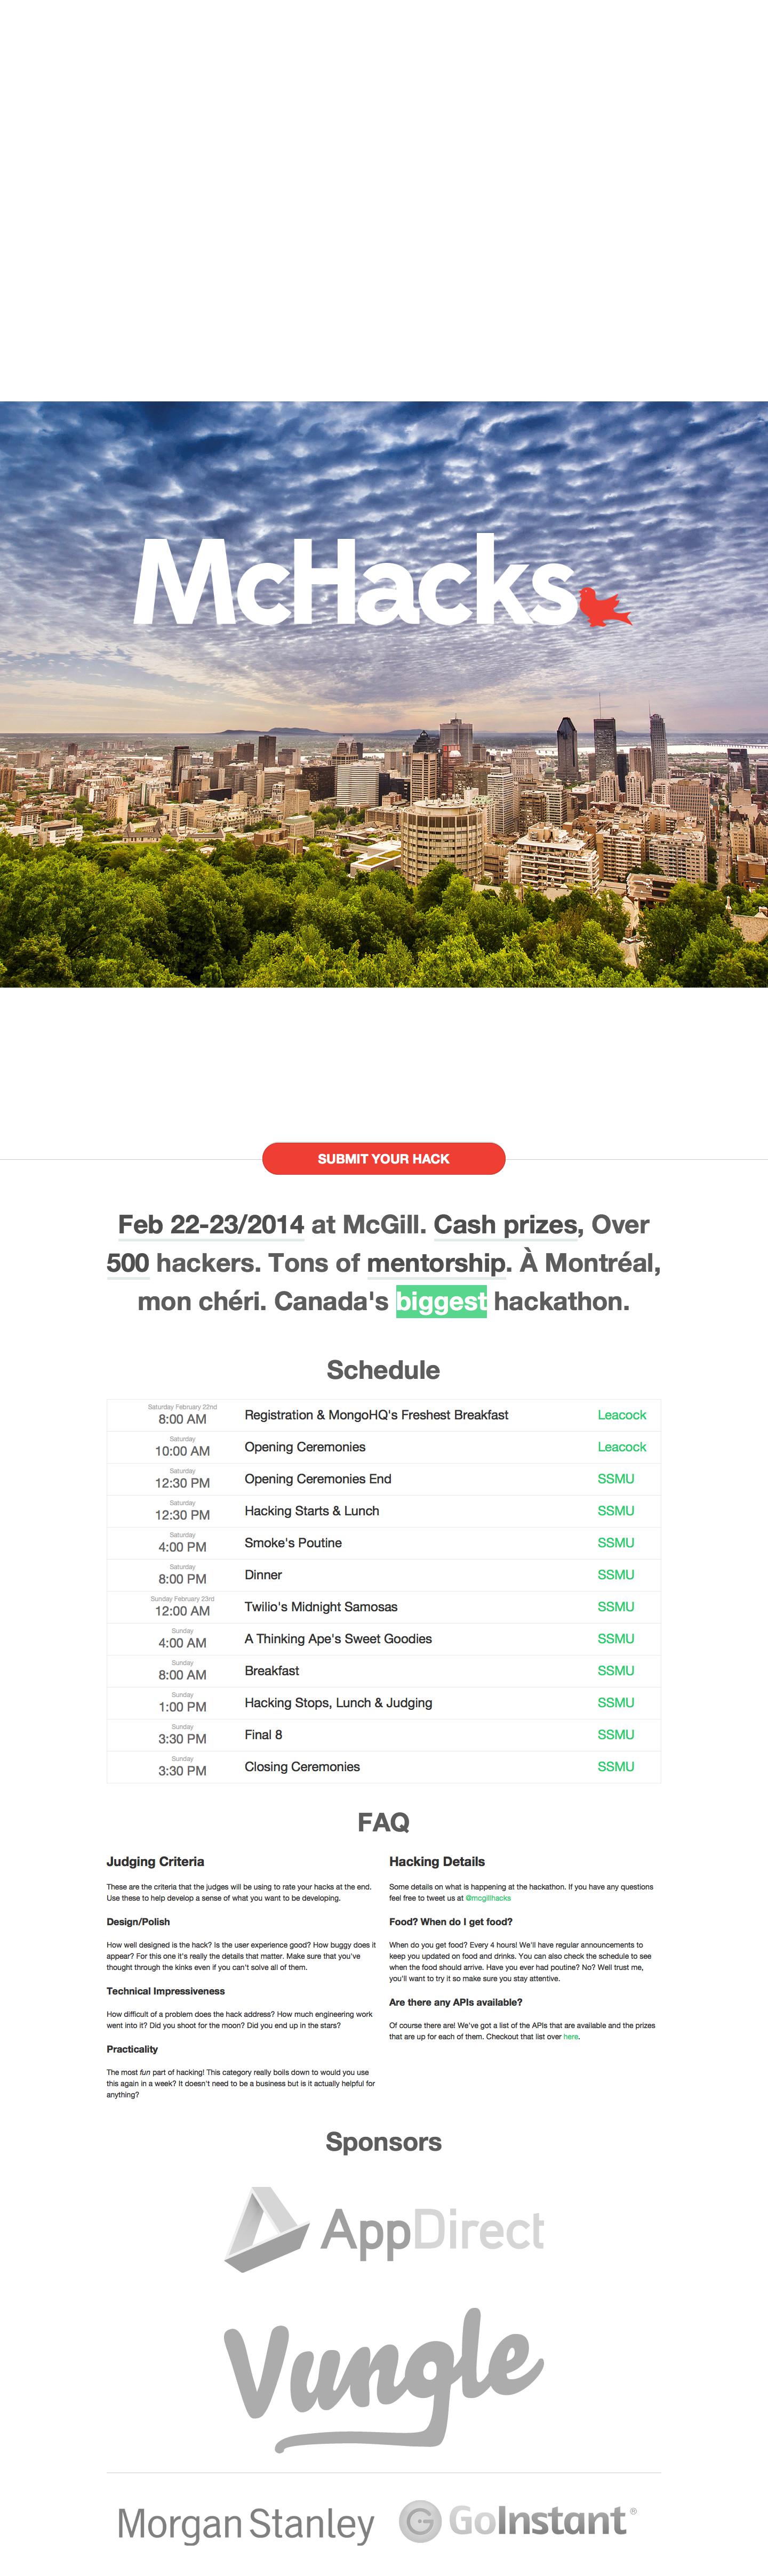 McHacks
SUBMIT YOUR HACK
Feb 22-23/2014 at McGill. Cash prizes, Over
500 hackers. Tons of mentorship. À Montréal,
mon chéri. Canada's biggest hackathon.
Schedule
Saturday February 22nd
8:00 AM Registration & MongoHQ's Freshest Breakfast Leacock
Saturday
10:00 AM Opening Ceremonies Leacock
Saturday
12:30 PM Opening Ceremonies End SSMU
Saturday
12:30 PM Hacking Starts & Lunch SSMU
Saturday
4:00 PM Smoke's Poutine SSMU
Saturday
8:00 PM Dinner SSMU
Sunday February 23rd
12:00 AM Twilio's Midnight Samosas SSMU
Sunday
4:00 AM A Thinking Ape's Sweet Goodies SSMU
Sunday
8:00 AM Breakfast SSMU
Sunday
1:00 PM Hacking Stops, Lunch & Judging SSMU
Sunday
3:30 PM Final 8 SSMU
Sunday
3:30 PM Closing Ceremonies SSMU
FAQ
Judging Criteria
These are the criteria that the judges will be using to rate your hacks at the end.
Use these to help develop a sense of what you want to be developing.
Design/Polish
How well designed is the hack? Is the user experience good? How buggy does it
appear? For this one it's really the details that matter. Make sure that you've
thought through the kinks even if you can't solve all of them.
Technical Impressiveness
How difficult of a problem does the hack address? How much engineering work
went into it? Did you shoot for the moon? Did you end up in the stars?
Practicality
The most fun part of hacking! This category really boils down to would you use
this again in a week? It doesn't need to be a business but is it actually helpful for
anything?
Hacking Details
Some details on what is happening at the hackathon. If you have any questions
feel free to tweet us at @mcgillhacks
Food? When do I get food?
When do you get food? Every 4 hours! We'll have regular announcements to
keep you updated on food and drinks. You can also check the schedule to see
when the food should arrive. Have you ever had poutine? No? Well trust me,
you'll want to try it so make sure you stay attentive.
Are there any APIs available?
Of course there are! We've got a list of the APIs that are available and the prizes
that are up for each of them. Checkout that list over here.
Sponsors
AppDirect
Vungle
Morgan Stanley
GoInstant®